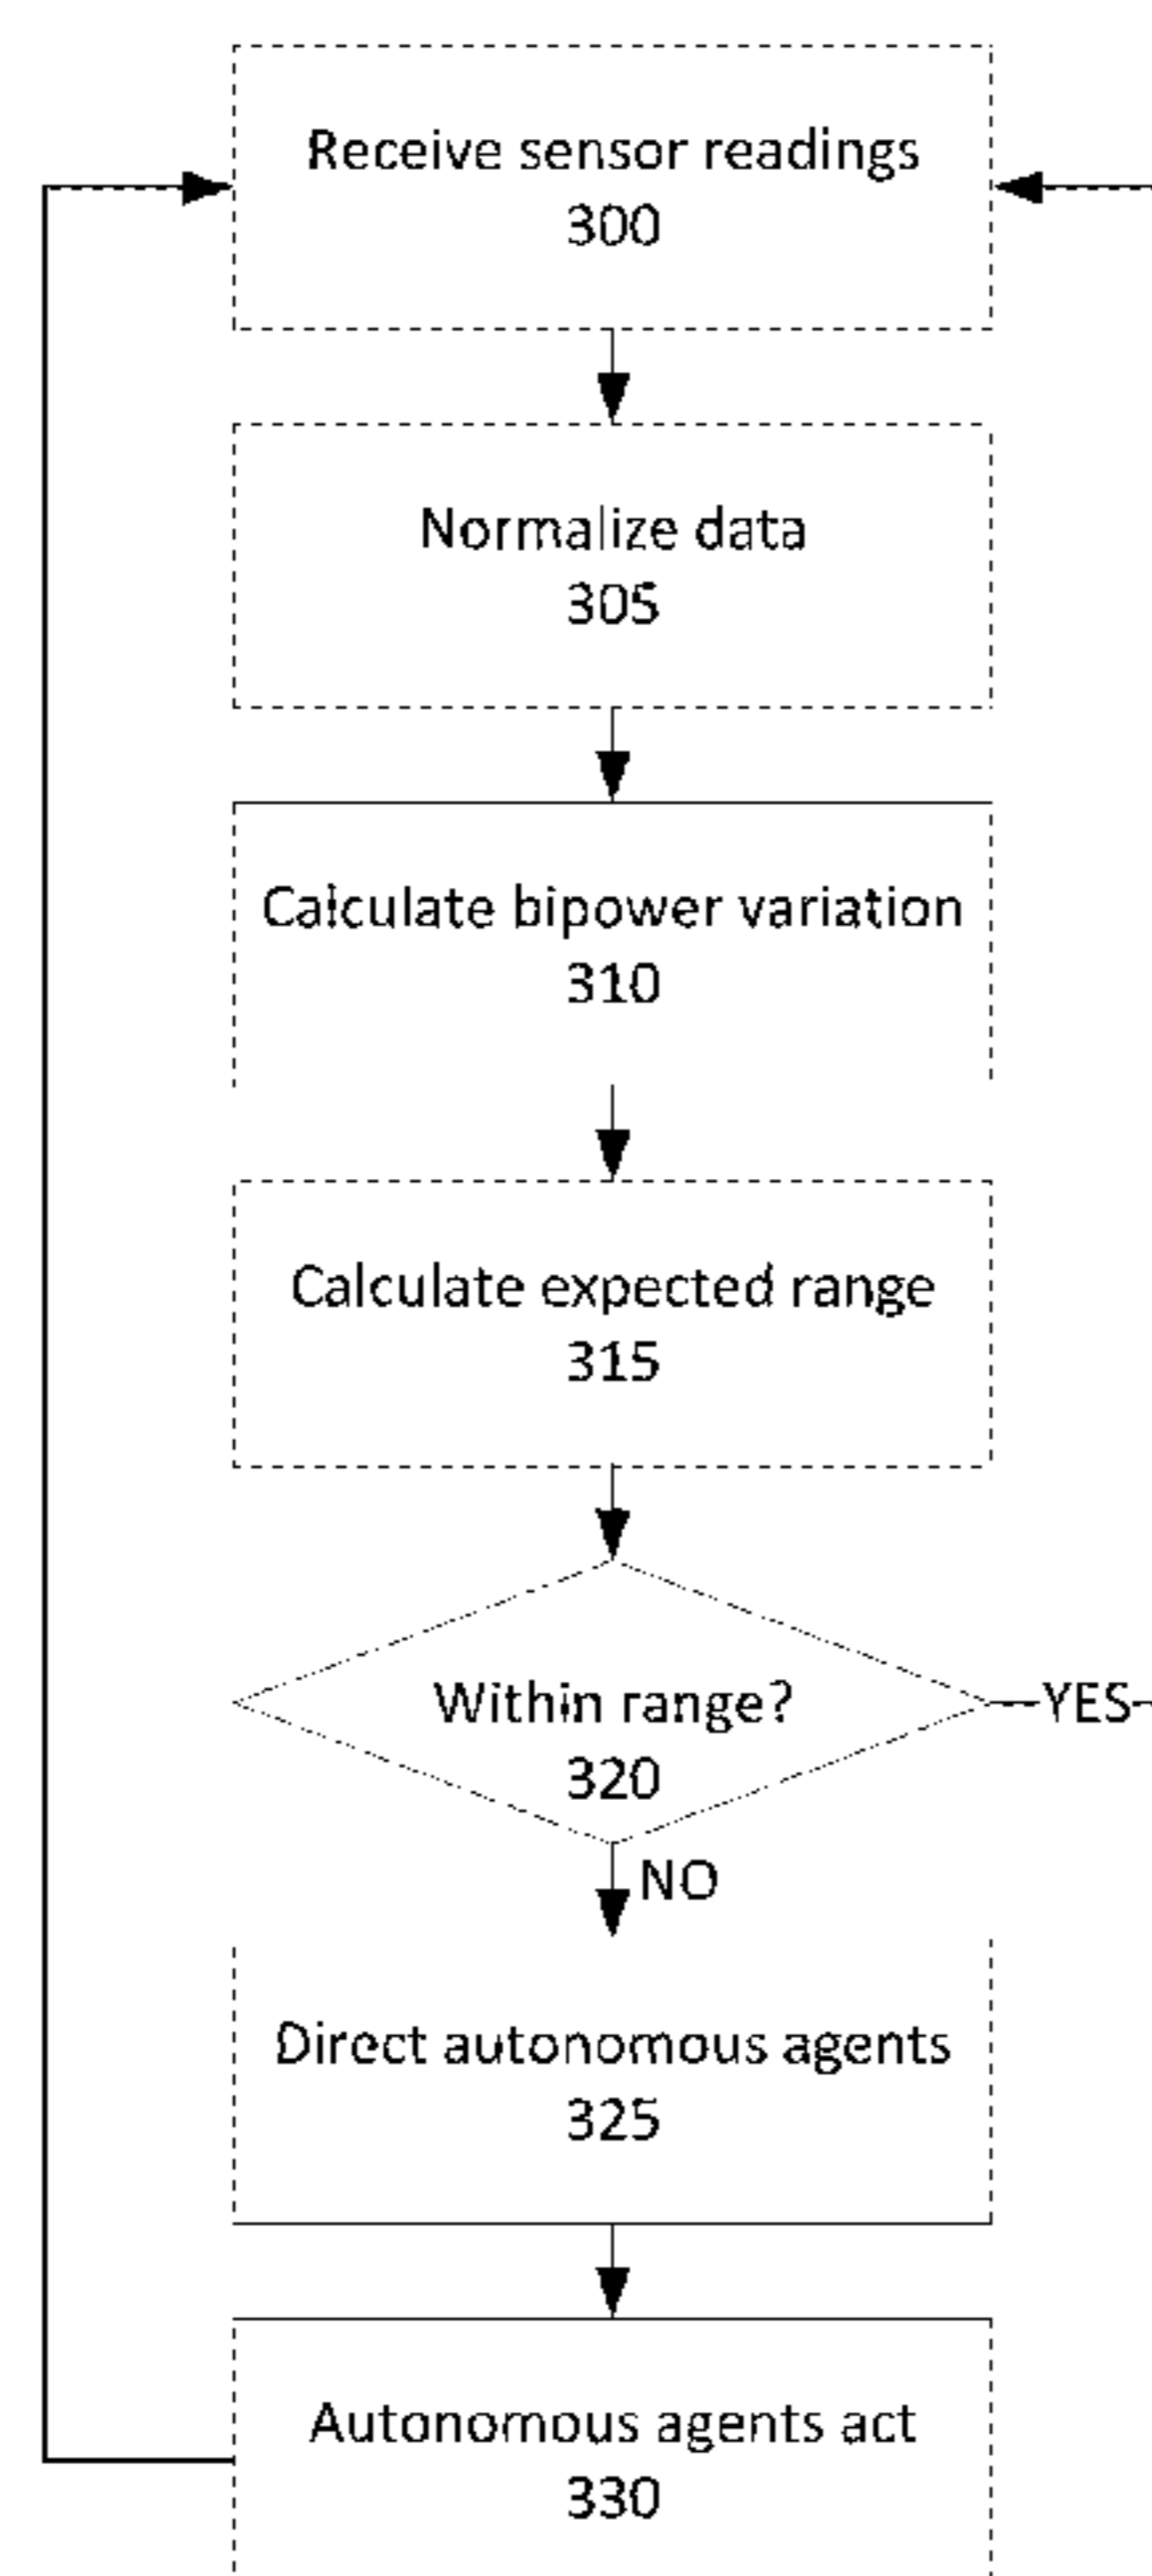 Receive sensor readings
300
Normalize data
305
Calculate bipower variation
310
Calculate expected range
315
Within range?
320
YES
NO
Direct autonomous agents
325
Autonomous agents act
330